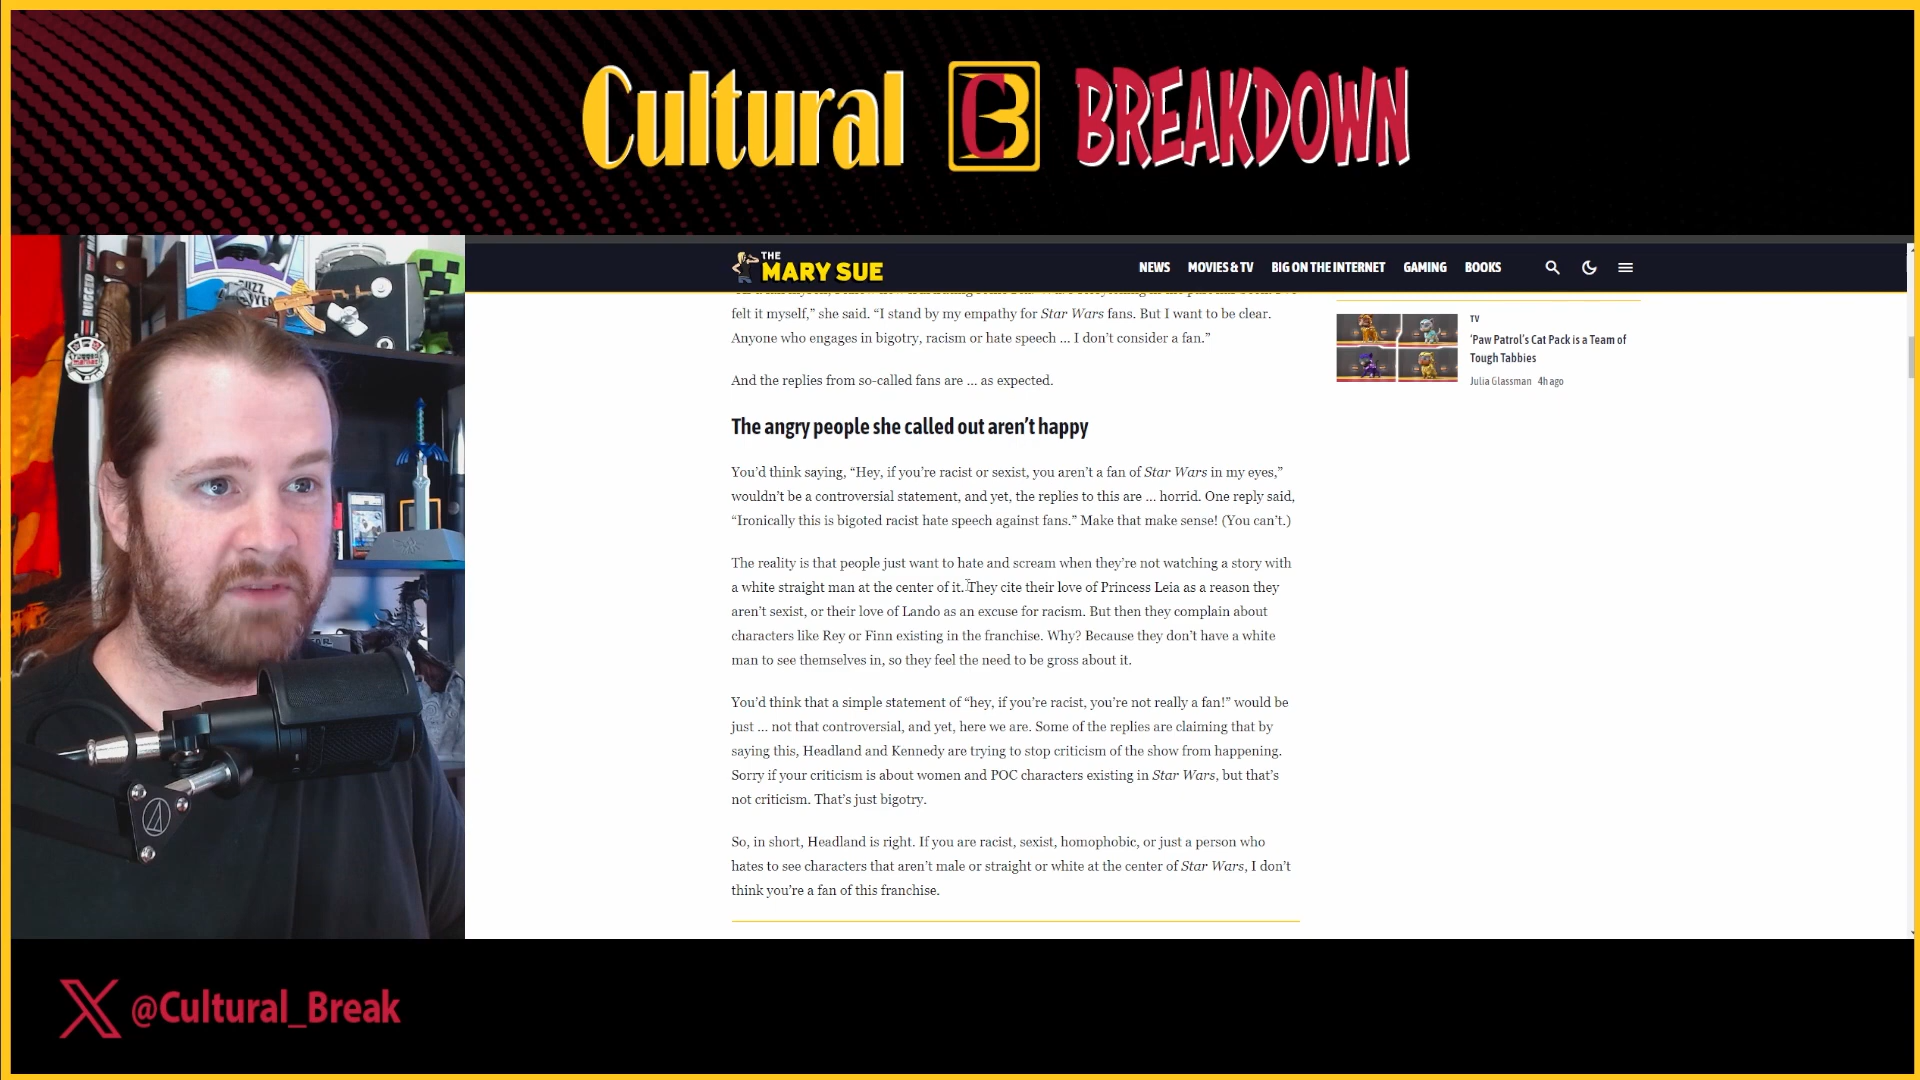 Cultural CB BREAKDOWN
THE
MARY SUE
NEWS MOVIES & TV BIG ON THE INTERNET GAMING BOOKS
felt it myself,” she said. “I stand by my empathy for Star Wars fans. But I want to be clear.
Anyone who engages in bigotry, racism or hate speech ... I don’t consider a fan.”
And the replies from so-called fans are ... as expected.
The angry people she called out aren’t happy
You’d think saying, “Hey, if you’re racist or sexist, you aren’t a fan of Star Wars in my eyes,”
wouldn’t be a controversial statement, and yet, the replies to this are ... horrid. One reply said,
“Ironically this is bigoted racist hate speech against fans.” Make that make sense! (You can’t.)
The reality is that people just want to hate and scream when they’re not watching a story with
a white straight man at the center of it. They cite their love of Princess Leia as a reason they
aren’t sexist, or their love of Lando as an excuse for racism. But then they complain about
characters like Rey or Finn existing in the franchise. Why? Because they don’t have a white
man to see themselves in, so they feel the need to be gross about it.
You’d think that a simple statement of “hey, if you’re racist, you’re not really a fan!” would be
just ... not that controversial, and yet, here we are. Some of the replies are claiming that by
saying this, Headland and Kennedy are trying to stop criticism of the show from happening.
Sorry if your criticism is about women and POC characters existing in Star Wars, but that’s
not criticism. That’s just bigotry.
So, in short, Headland is right. If you are racist, sexist, homophobic, or just a person who
hates to see characters that aren’t male or straight or white at the center of Star Wars, I don’t
think you’re a fan of this franchise.
TV
‘Paw Patrol’s Cat Pack is a Team of
Tough Tabbies
Julia Glassman 4h ago
BUZZ
X @Cultural_Break